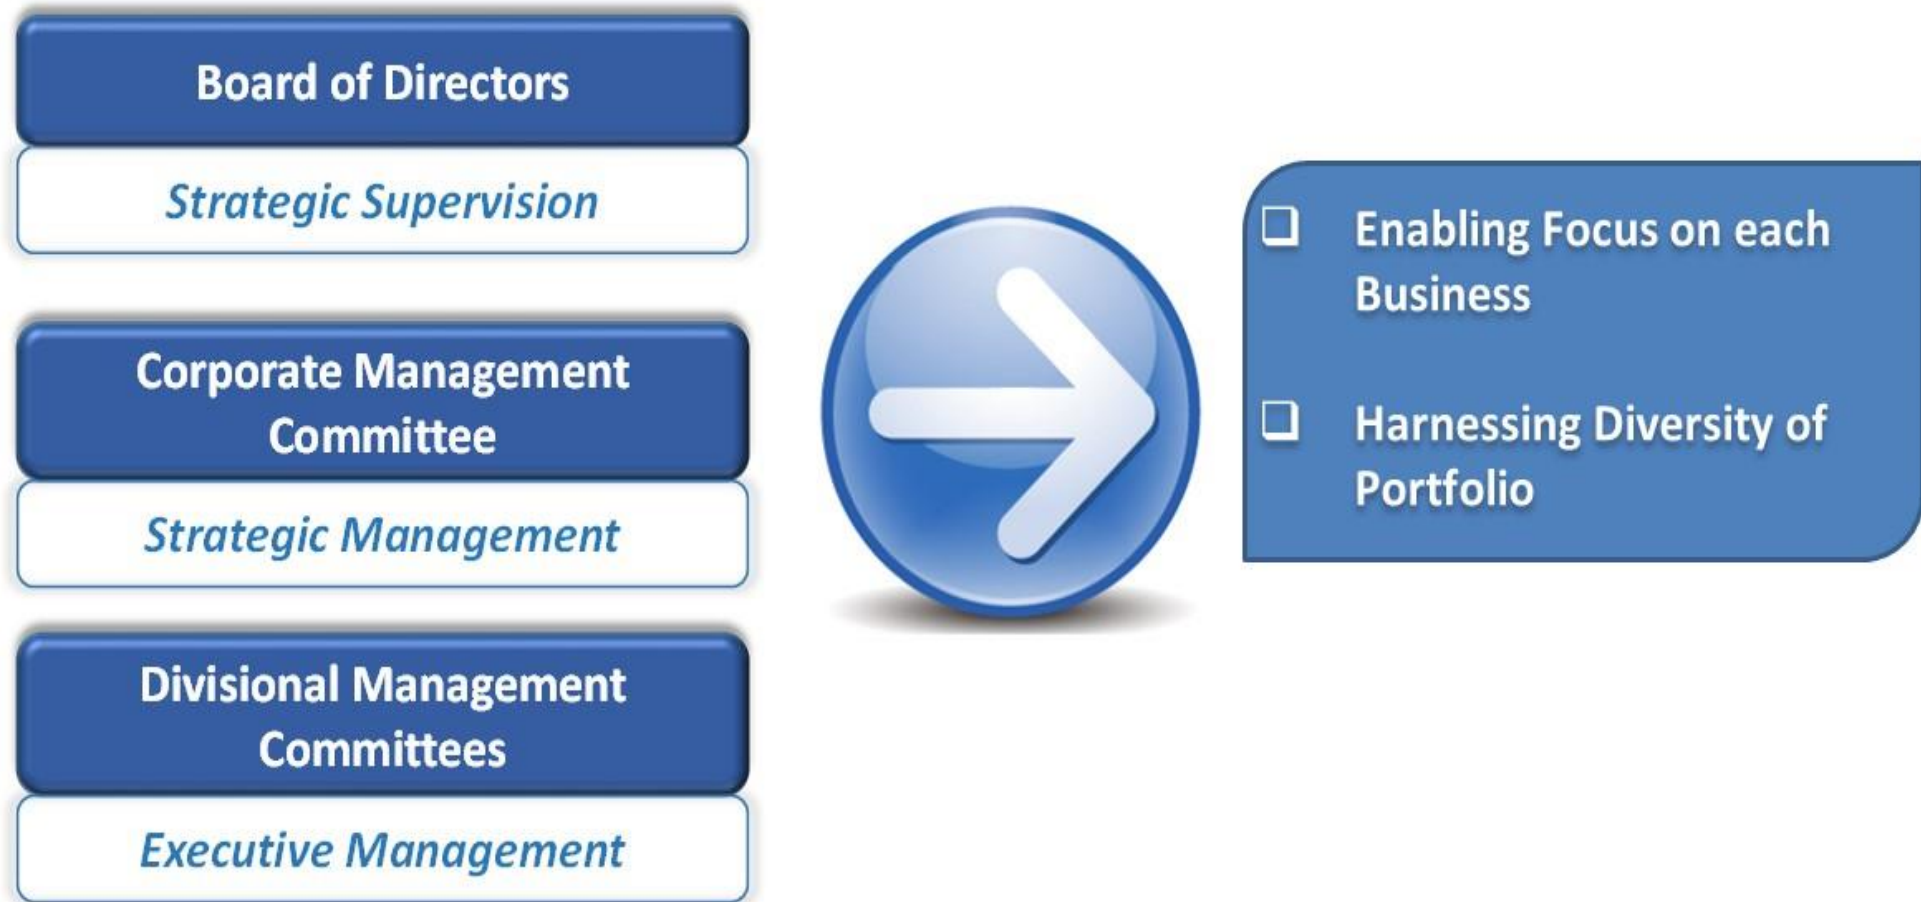 Board of Directors
Strategic Supervision
Corporate Management
Committee
Strategic Management
Divisional Management
Committees
Executive Management
Enabling Focus on each
Business
Harnessing Diversity of
Portfolio